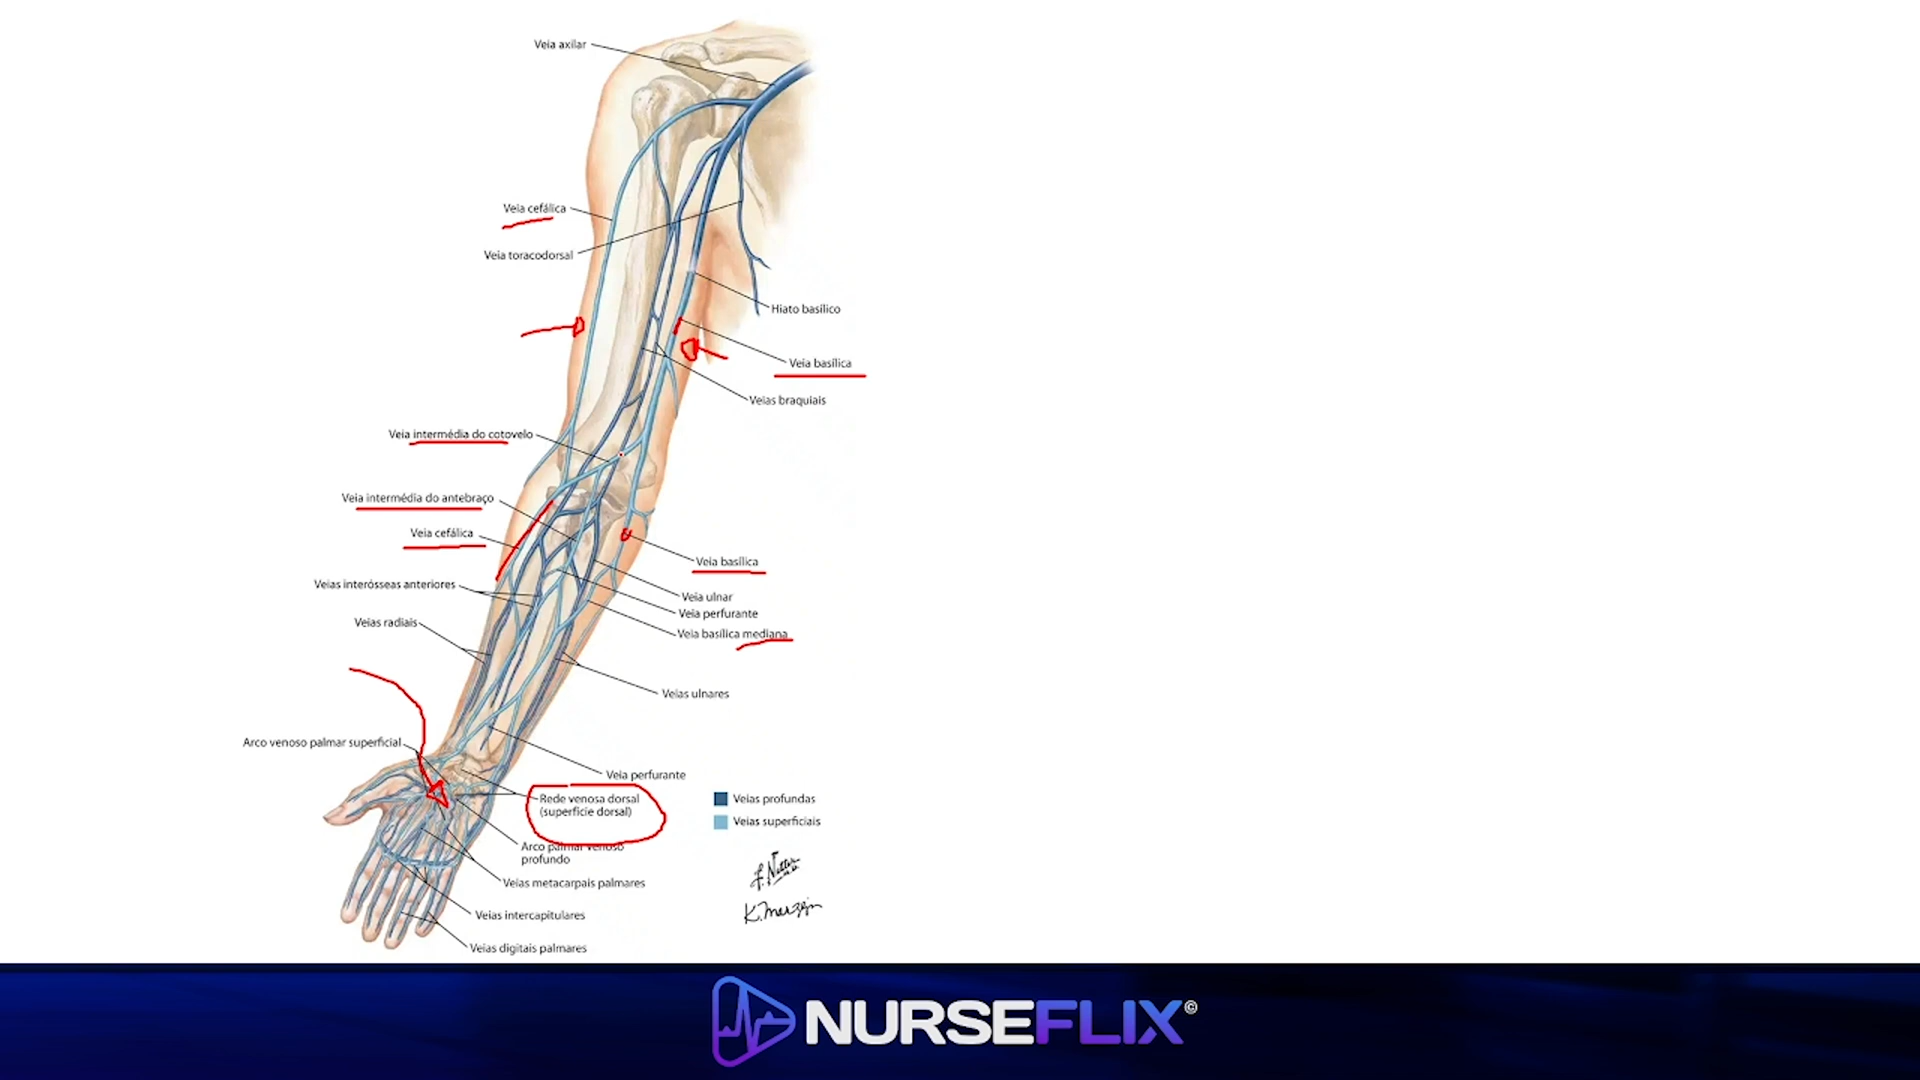 Veia axilar
Veia cefálica
Veia toracodorsal
Hiato basílico
Veia basílica
Veias braquiais
Veia intermédia do cotovelo
Veia intermédia do antebraço
Veia cefálica
Veia basílica
Veias interósseas anteriores
Veia ulnar
Veia perfurante
Veias radiais
Veia basílica mediana
Veias ulnares
Arco venoso palmar superficial
Veia perfurante
Rede venosa dorsal
(superfície dorsal)
Veias profundas
Veias superficiais
Arco palmar venoso
profundo
Veias metacarpais palmares
Veias intercapitulares
Veias digitais palmares
F. Netter
NURSEFLIX©